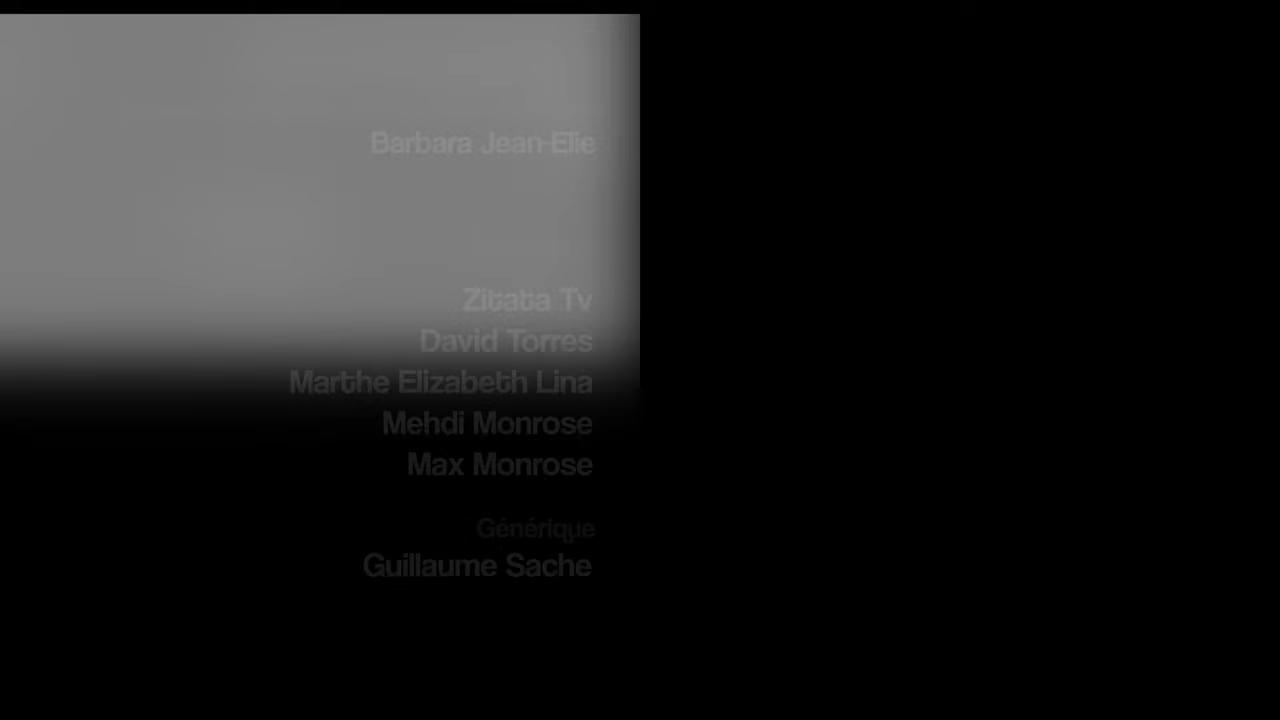 Barbara Jean-Elie
Zitata Tv
David Torres
Marthe Elizabeth Lina
Mehdi Monrose
Max Monrose
Générique
Guillaume Sache